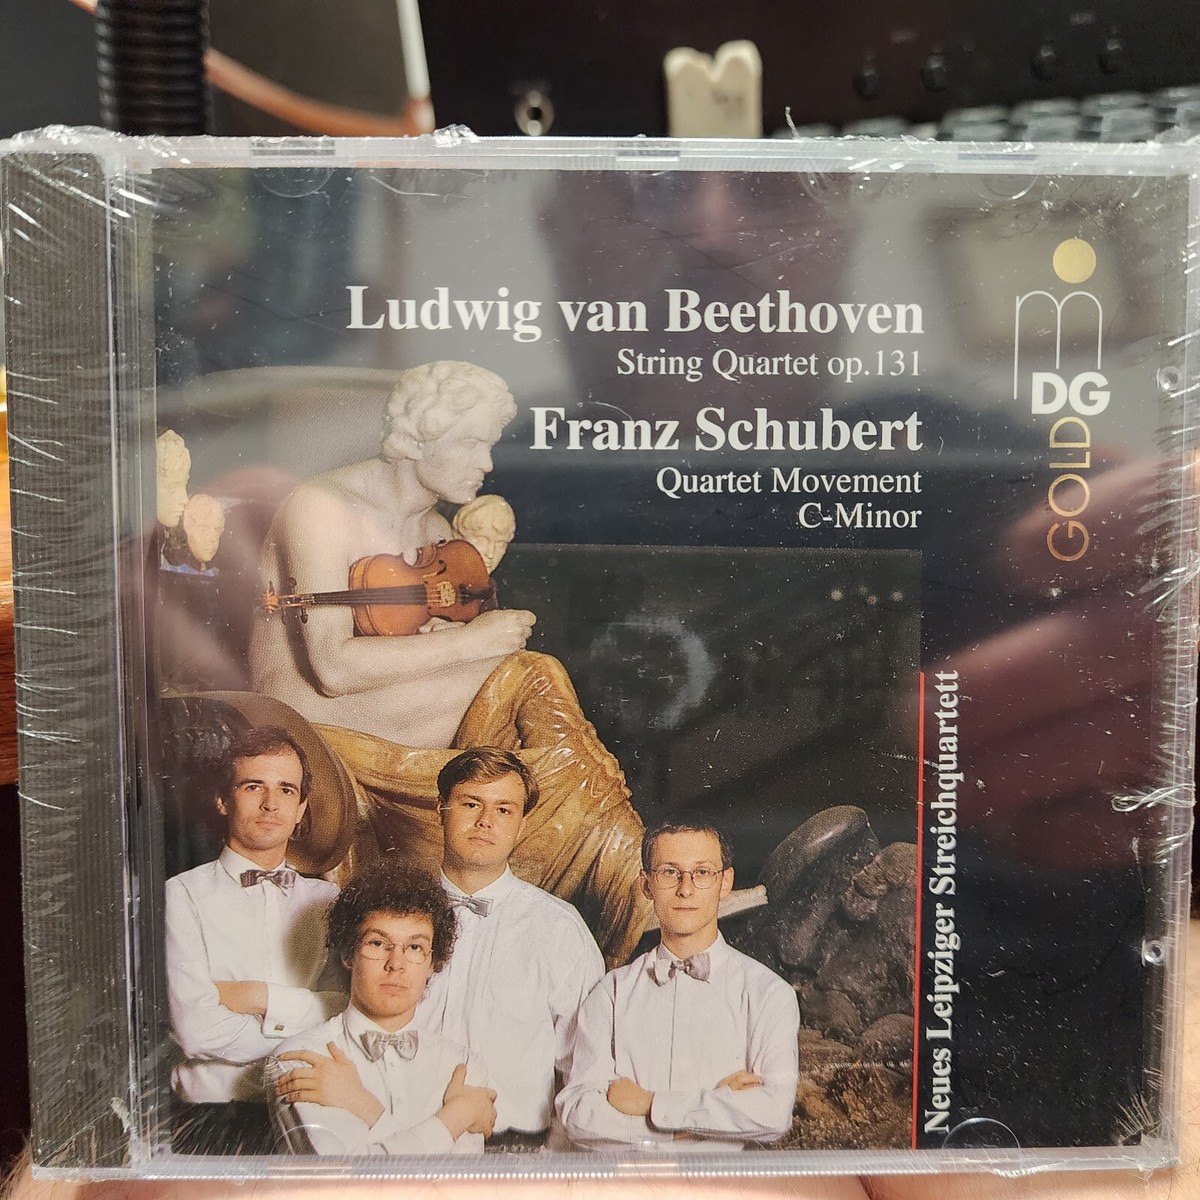 Ludwig van Beethoven
String Quartet op.131
Franz Schubert
Quartet Movement
C-Minor
MDG
GOLD
Neues Leipziger Streichquartett